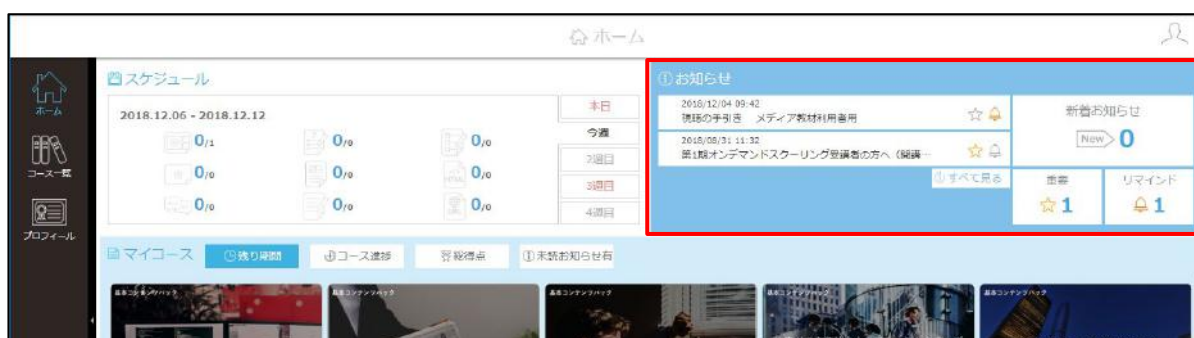 ホーム
ホーム
コース一覧
プロフィール
スケジュール
2018.12.06 - 2018.12.12
0/1
0/0
0/0
0/0
0/0
0/0
0/0
0/0
0/0
本日
今週
2週目
3週目
4週目
お知らせ
2018/12/04 09:42
視聴の手引き メディア教材利用者用
2018/08/31 11:32
第1期オンデマンドスクーリング受講者の方へ(開講…
すべて見る
新着お知らせ
New 0
重要
1
リマインド
1
マイコース
残り期間
コース進捗
総得点
未読お知らせ有
基本コンテンツパック
基本コンテンツパック
基本コンテンツパック
基本コンテンツパック
基本コンテンツパック